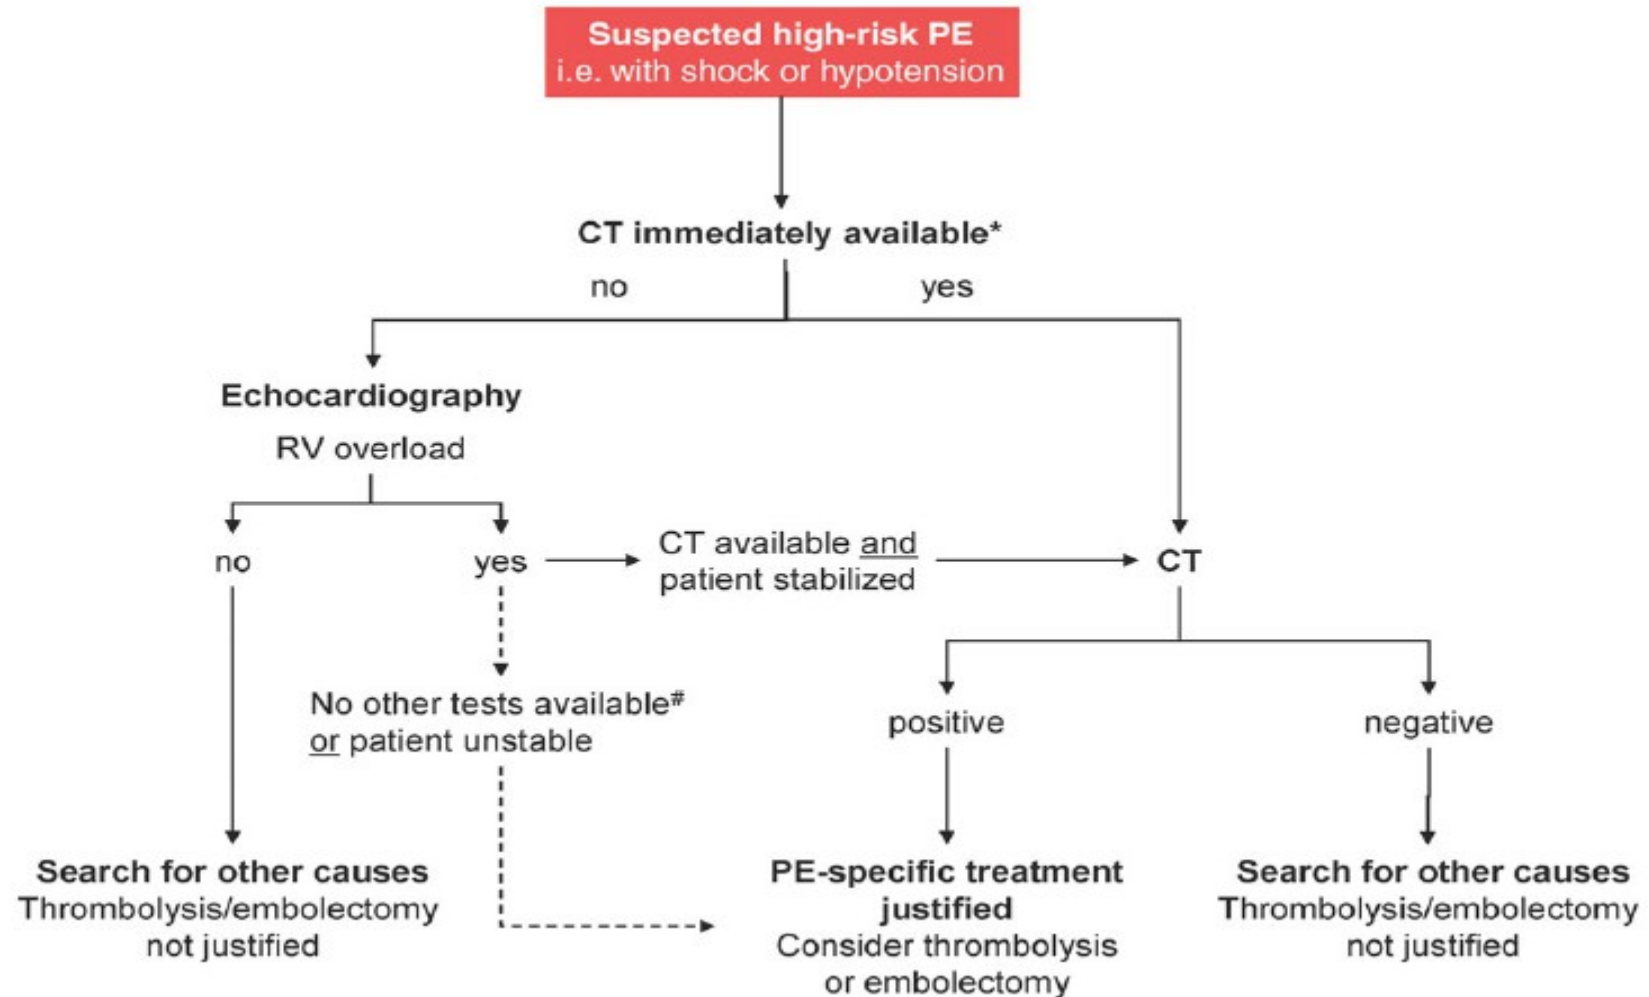 Suspected high-risk PE
i.e. with shock or hypotension
CT immediately available*
no
yes
Echocardiography
RV overload
no
yes
CT available and
patient stabilized
CT
No other tests available#
or patient unstable
positive
negative
Search for other causes
Thrombolysis/embolectomy
not justified
PE-specific treatment
justified
Consider thrombolysis
or embolectomy
Search for other causes
Thrombolysis/embolectomy
not justified